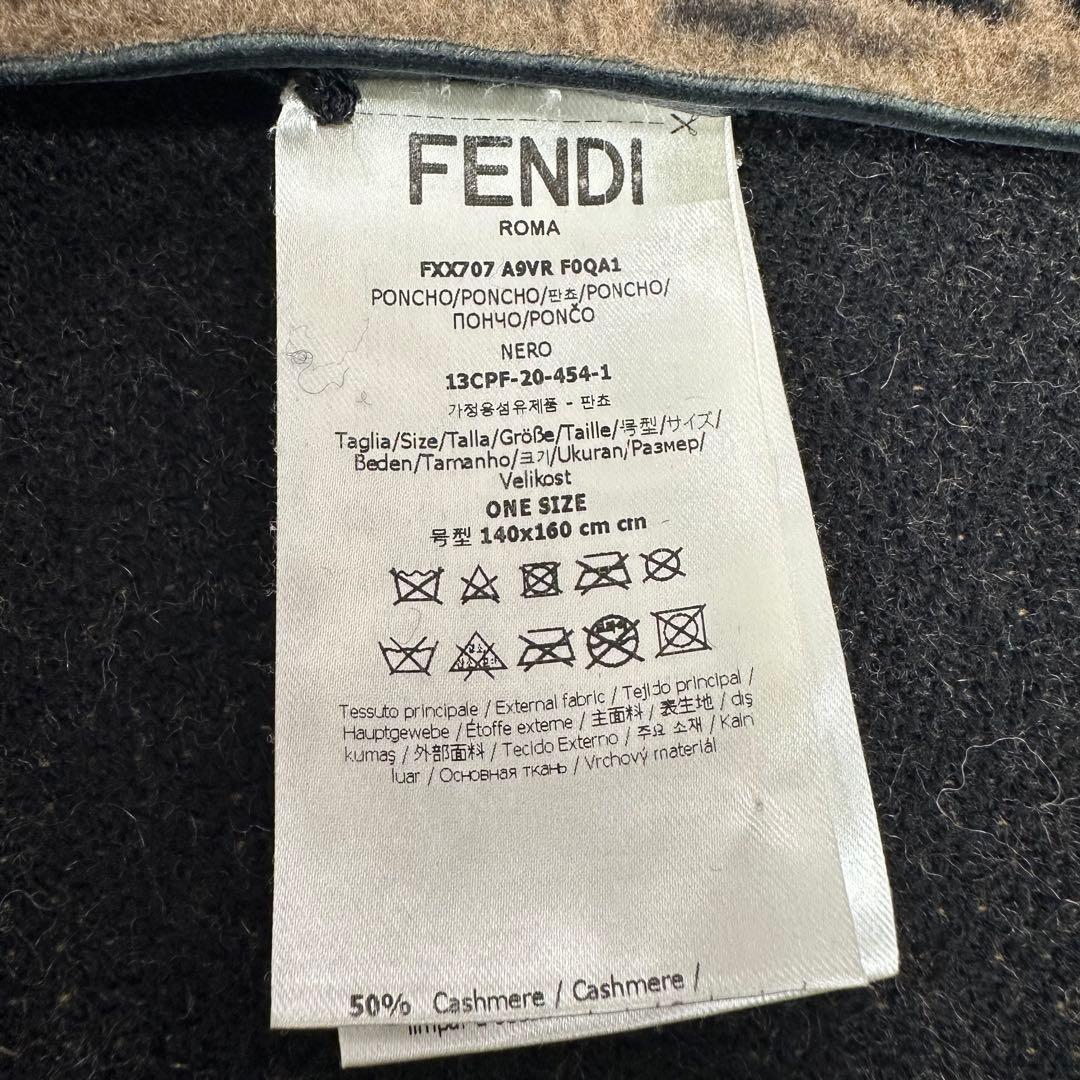 FENDI
ROMA
FXX707 A9VR F0QA1
PONCHO/PONCHO/판쵸/PONCHO/
ПОНЧО/PONČO
NERO
13CPF-20-454-1
가정용섬유제품 - 판쵸
Taglia/Size/Talla/Größe/Taille/号型/サイズ/
Beden/Tamanho/크기/Ukuran/Размер/
Velikost
ONE SIZE
号型 140x160 cm cm
Tessuto principale / External fabric / Tejido principal /
Hauptgewebe / Étoffe externe / 主面料 / 表生地 / dış
kumaş / 外部面料 / Tecido Externo / 주요 소재 / Kain
luar / Основная ткань / Vrchový materiál
50% Cashmere / Cashmere /